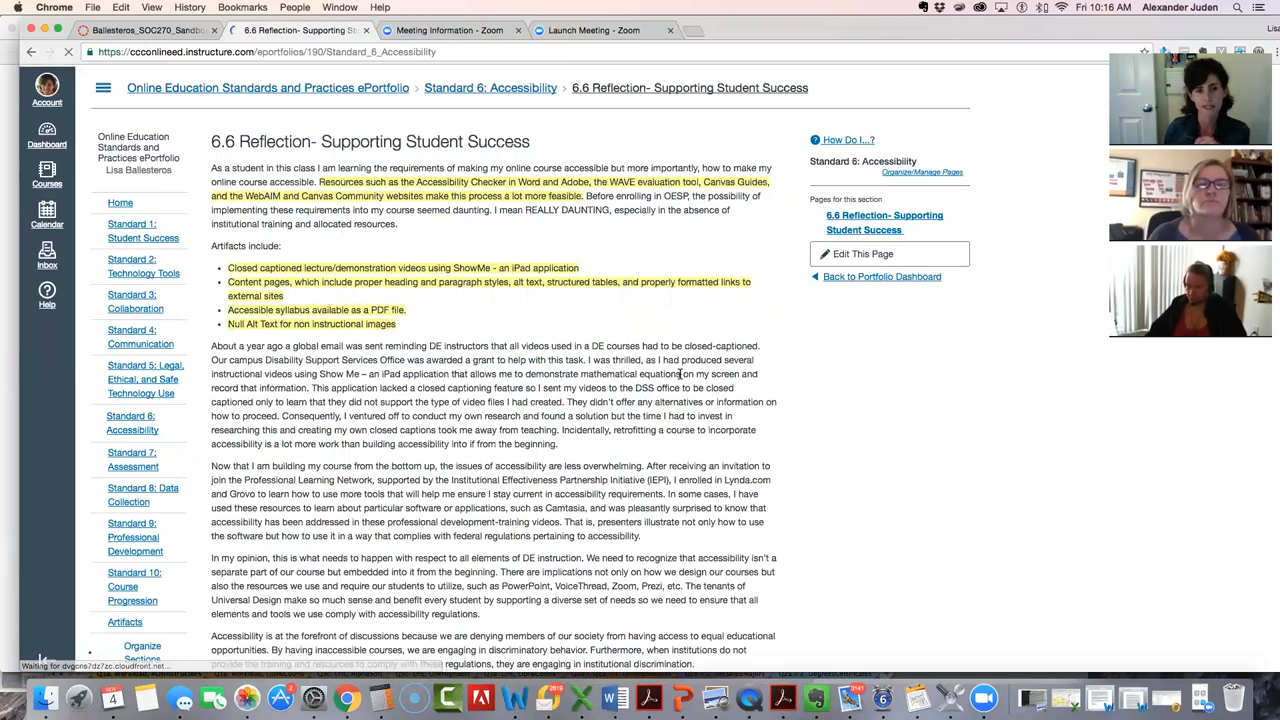 Chrome File Edit View History Bookmarks People Window Help
Fri 10:16 AM Alexander Juden
Ballesteros_SOC270_Sandbo
6.6 Reflection- Supporting Stu
Meeting Information - Zoom
Launch Meeting - Zoom
Lisa
https://ccconlineed.instructure.com/eportfolios/190/Standard_6_Accessibility
Account
Dashboard
Courses
Calendar
Inbox
Help
Online Education Standards and Practices ePortfolio › Standard 6: Accessibility › 6.6 Reflection- Supporting Student Success
Online Education
Standards and
Practices ePortfolio
Lisa Ballesteros
Home
Standard 1:
Student Success
Standard 2:
Technology Tools
Standard 3:
Collaboration
Standard 4:
Communication
Standard 5: Legal,
Ethical, and Safe
Technology Use
Standard 6:
Accessibility
Standard 7:
Assessment
Standard 8: Data
Collection
Standard 9:
Professional
Development
Standard 10:
Course
Progression
Artifacts
Organize
Sections
6.6 Reflection- Supporting Student Success
As a student in this class I am learning the requirements of making my online course accessible but more importantly, how to make my
online course accessible. Resources such as the Accessibility Checker in Word and Adobe, the WAVE evaluation tool, Canvas Guides,
and the WebAIM and Canvas Community websites make this process a lot more feasible. Before enrolling in OESP, the possibility of
implementing these requirements into my course seemed daunting. I mean REALLY DAUNTING, especially in the absence of
institutional training and allocated resources.
Artifacts include:
• Closed captioned lecture/demonstration videos using ShowMe - an iPad application
• Content pages, which include proper heading and paragraph styles, alt text, structured tables, and properly formatted links to
external sites
• Accessible syllabus available as a PDF file.
• Null Alt Text for non instructional images
About a year ago a global email was sent reminding DE instructors that all videos used in a DE courses had to be closed-captioned.
Our campus Disability Support Services Office was awarded a grant to help with this task. I was thrilled, as I had produced several
instructional videos using Show Me – an iPad application that allows me to demonstrate mathematical equations on my screen and
record that information. This application lacked a closed captioning feature so I sent my videos to the DSS office to be closed
captioned only to learn that they did not support the type of video files I had created. They didn't offer any alternatives or information on
how to proceed. Consequently, I ventured off to conduct my own research and found a solution but the time I had to invest in
researching this and creating my own closed captions took me away from teaching. Incidentally, retrofitting a course to incorporate
accessibility is a lot more work than building accessibility into if from the beginning.
Now that I am building my course from the bottom up, the issues of accessibility are less overwhelming. After receiving an invitation to
join the Professional Learning Network, supported by the Institutional Effectiveness Partnership Initiative (IEPI), I enrolled in Lynda.com
and Grovo to learn how to use more tools that will help me ensure I stay current in accessibility requirements. In some cases, I have
used these resources to learn about particular software or applications, such as Camtasia, and was pleasantly surprised to know that
accessibility has been addressed in these professional development-training videos. That is, presenters illustrate not only how to use
the software but how to use it in a way that complies with federal regulations pertaining to accessibility.
In my opinion, this is what needs to happen with respect to all elements of DE instruction. We need to recognize that accessibility isn't a
separate part of our course but embedded into it from the beginning. There are implications not only on how we design our courses but
also the resources we use and require our students to utilize, such as PowerPoint, VoiceThread, Zoom, Prezi, etc. The tenants of
Universal Design make so much sense and benefit every student by supporting a diverse set of needs so we need to ensure that all
elements and tools we use comply with accessibility regulations.
Accessibility is at the forefront of discussions because we are denying members of our society from having access to equal educational
opportunities. By having inaccessible courses, we are engaging in discriminatory behavior. Furthermore, when institutions do not
provide the training and resources to comply with these regulations, they are engaging in institutional discrimination.
How Do I...?
Standard 6: Accessibility
Organize/Manage Pages
Pages for this section
6.6 Reflection- Supporting
Student Success
Edit This Page
Back to Portfolio Dashboard
Waiting for dvgcns7dz7zc.cloudfront.net...